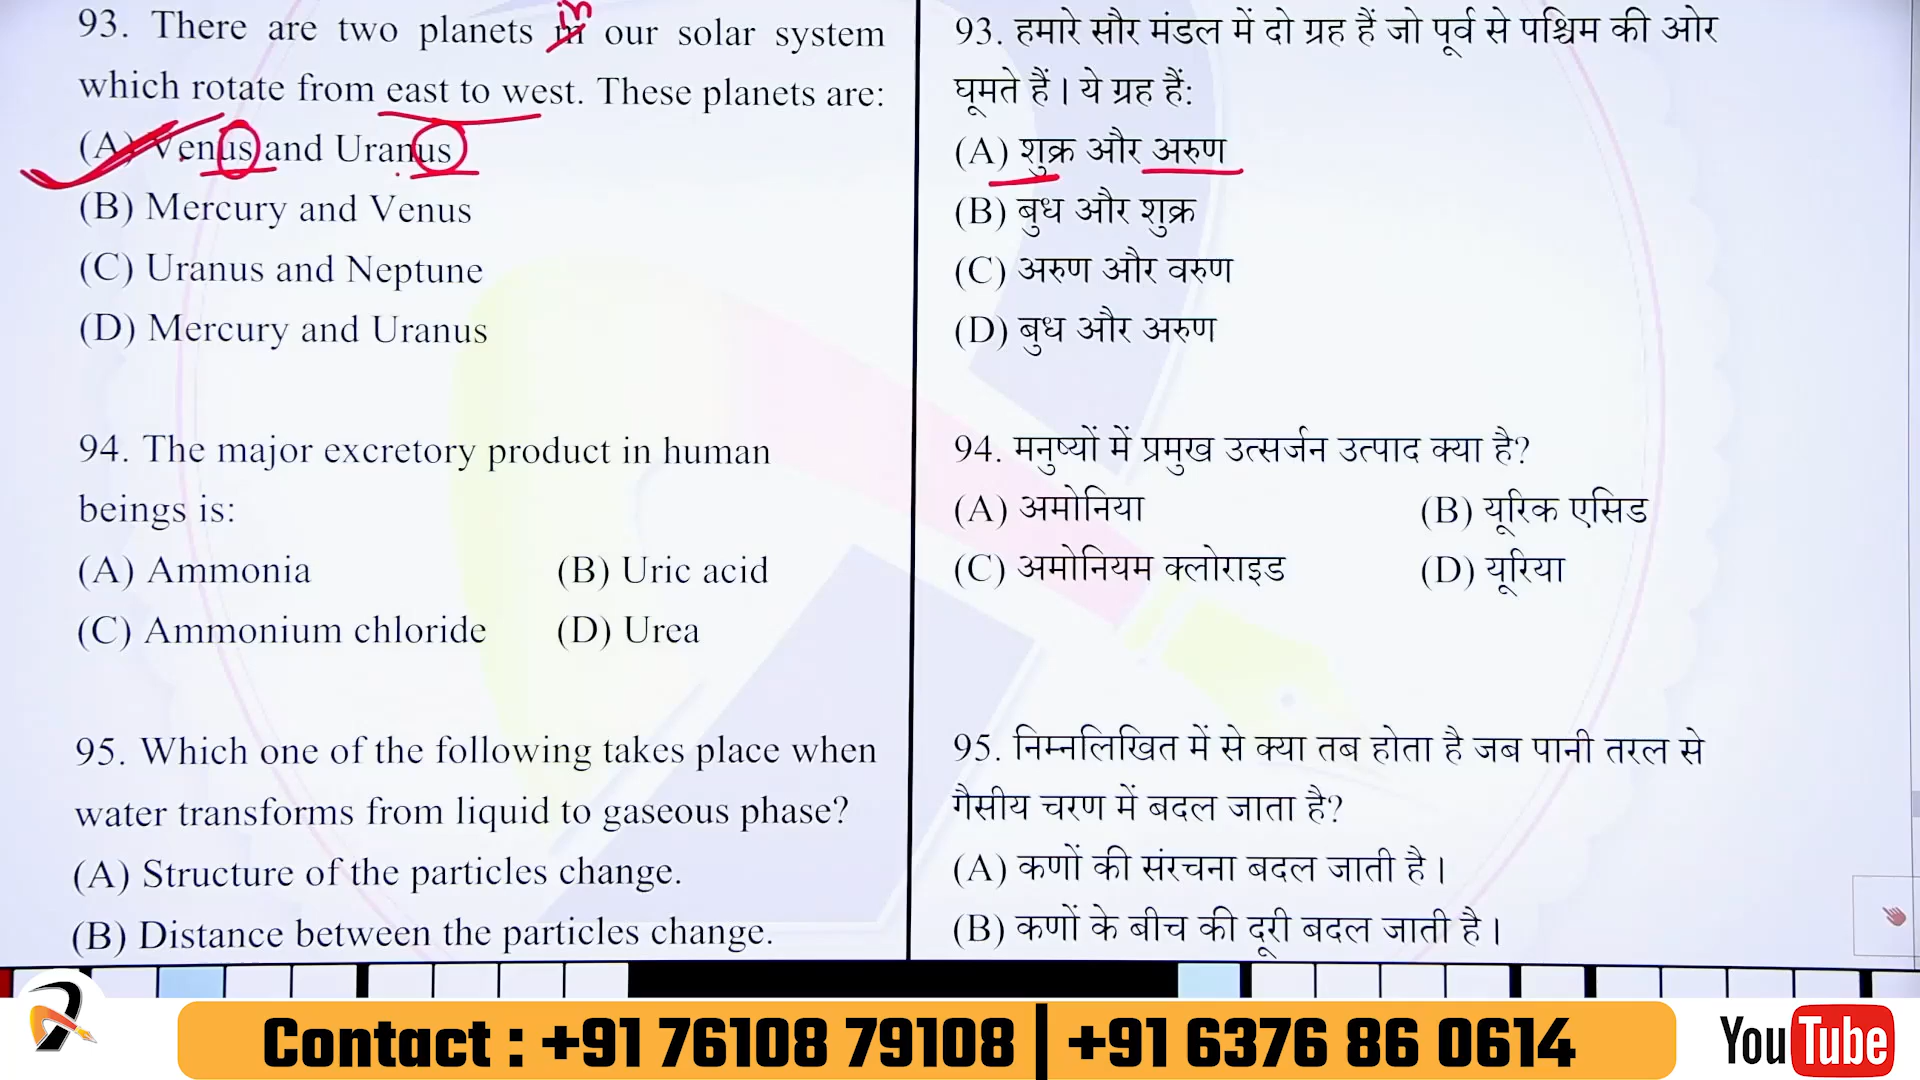 93. There are two planets in our solar system
which rotate from east to west. These planets are:
(A) Venus and Uranus
(B) Mercury and Venus
(C) Uranus and Neptune
(D) Mercury and Uranus
94. The major excretory product in human
beings is:
(A) Ammonia (B) Uric acid
(C) Ammonium chloride (D) Urea
95. Which one of the following takes place when
water transforms from liquid to gaseous phase?
(A) Structure of the particles change.
(B) Distance between the particles change.
93. हमारे सौर मंडल में दो ग्रह हैं जो पूर्व से पश्चिम की ओर
घूमते हैं। ये ग्रह हैं:
(A) शुक्र और अरुण
(B) बुध और शुक्र
(C) अरुण और वरुण
(D) बुध और अरुण
94. मनुष्यों में प्रमुख उत्सर्जन उत्पाद क्या है?
(A) अमोनिया (B) यूरिक एसिड
(C) अमोनियम क्लोराइड (D) यूरिया
95. निम्नलिखित में से क्या तब होता है जब पानी तरल से
गैसीय चरण में बदल जाता है?
(A) कणों की संरचना बदल जाती है।
(B) कणों के बीच की दूरी बदल जाती है।
Contact : +91 76108 79108 | +91 6376 86 0614
YouTube